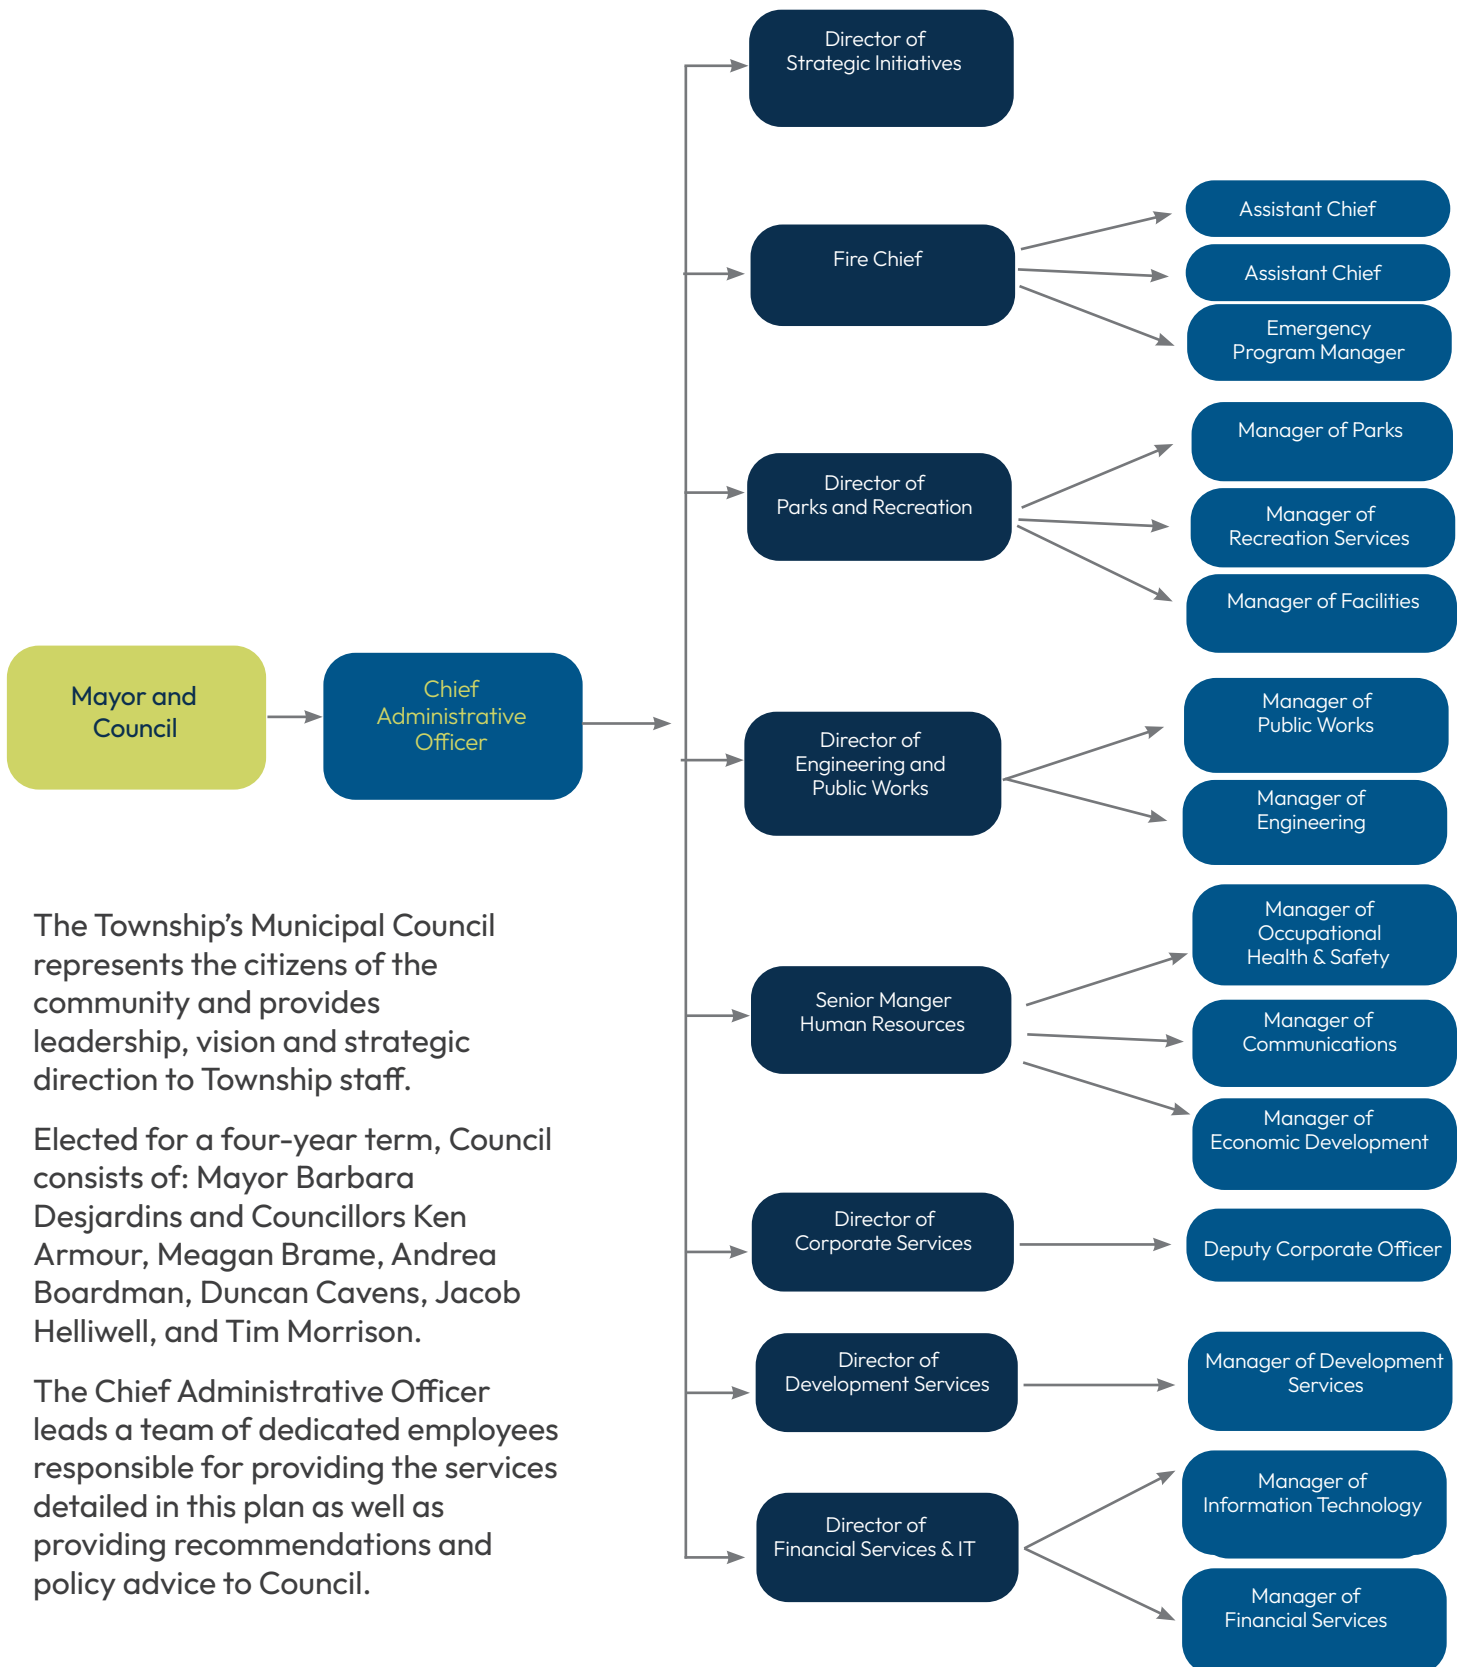 Director of
Strategic Initiatives
Fire Chief
Assistant Chief
Assistant Chief
Emergency
Program Manager
Director of
Parks and Recreation
Manager of Parks
Manager of
Recreation Services
Manager of Facilities
Mayor and
Council
Chief
Administrative
Officer
Director of
Engineering and
Public Works
Manager of
Public Works
Manager of
Engineering
Senior Manger
Human Resources
Manager of
Occupational
Health & Safety
Manager of
Communications
Manager of
Economic Development
Director of
Corporate Services
Deputy Corporate Officer
Director of
Development Services
Manager of Development
Services
Director of
Financial Services & IT
Manager of
Information Technology
Manager of
Financial Services
The Township’s Municipal Council
represents the citizens of the
community and provides
leadership, vision and strategic
direction to Township staff.
Elected for a four-year term, Council
consists of: Mayor Barbara
Desjardins and Councillors Ken
Armour, Meagan Brame, Andrea
Boardman, Duncan Cavens, Jacob
Helliwell, and Tim Morrison.
The Chief Administrative Officer
leads a team of dedicated employees
responsible for providing the services
detailed in this plan as well as
providing recommendations and
policy advice to Council.